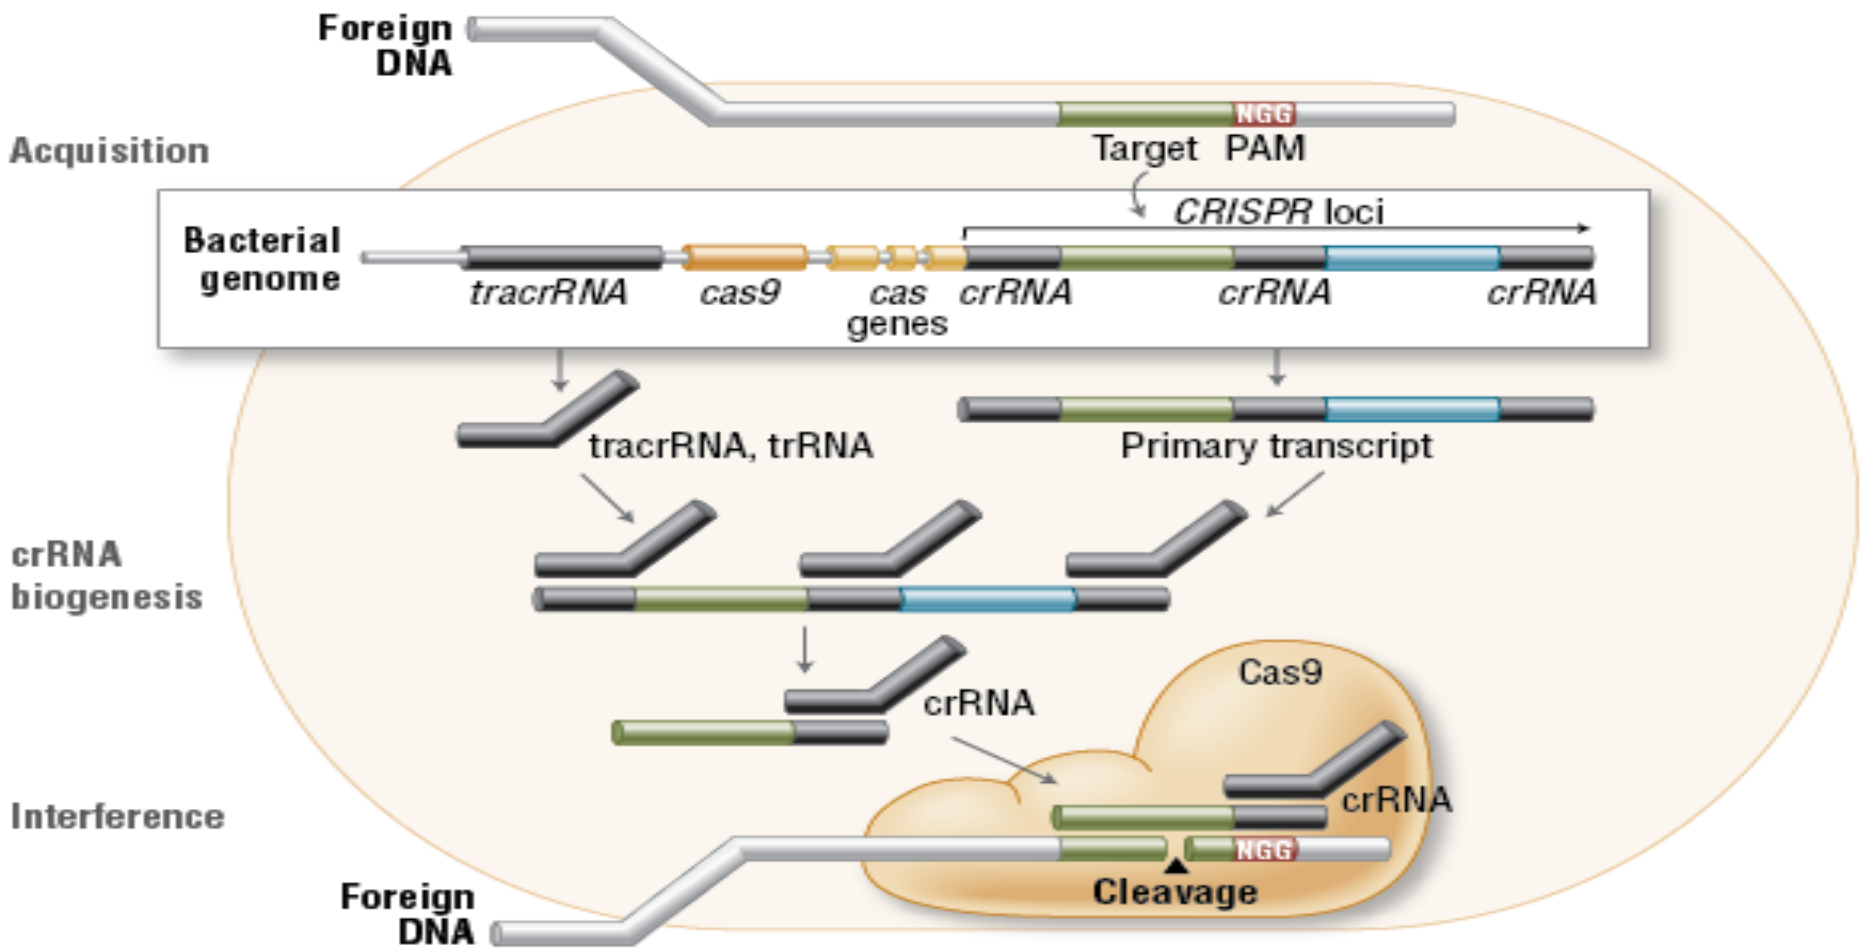 Foreign
DNA
NGG
Target PAM
Acquisition
CRISPR loci
Bacterial
genome
tracrRNA cas9 cas crRNA crRNA crRNA
genes
tracrRNA, trRNA
Primary transcript
crRNA
biogenesis
Cas9
crRNA
crRNA
Interference
NGG
Cleavage
Foreign
DNA